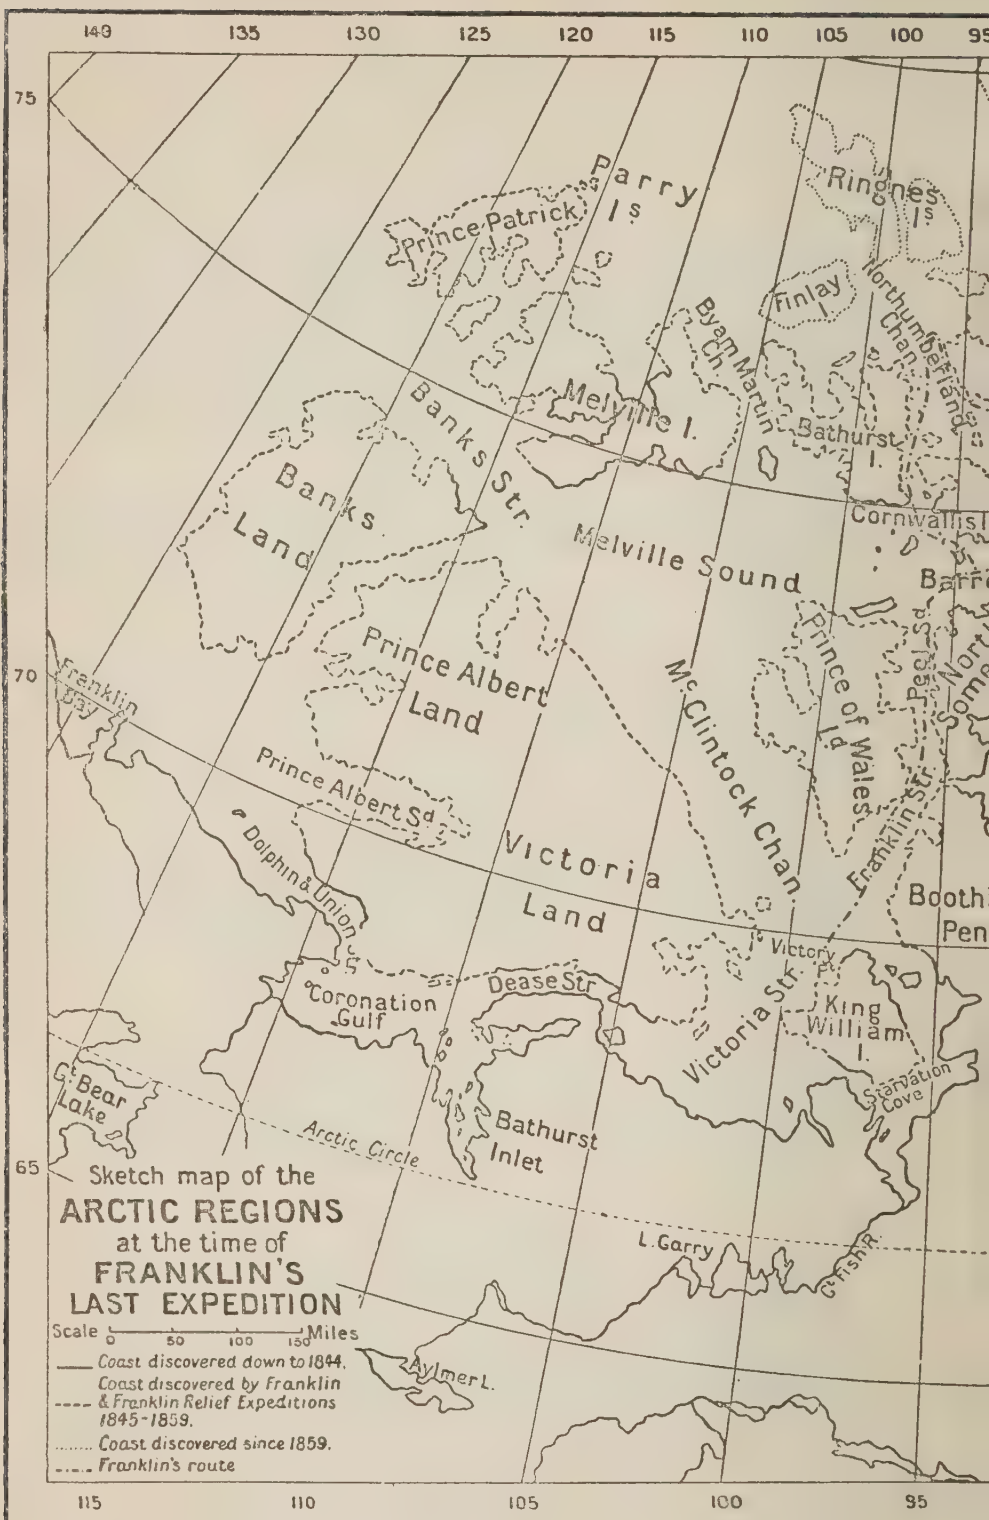 140 135 130 125 120 115 110 105 100 95
75
Parry
Is
Ringnes
Is
Prince Patrick
I.
Finlay
I.
Northumberland
Chan.
Byam Martin
Ch.
Melville I.
Bathurst
I.
Banks Str.
Banks
Land
Cornwallis I
Melville Sound
Barr
Prince of Wales
Id
Peel Sd
North
Some
70
Franklin
Bay
Prince Albert
Land
McClintock Chan.
Prince Albert Sd
Franklin Str.
Victoria
Land
Dolphin & Union
S
Booth
Pen
Victory
Pt
Dease Str
Coronation
Gulf
Victoria Str.
King
William
I.
Starvation
Cove
Gt Bear
Lake
Bathurst
Inlet
Arctic Circle
65
L. Garry
Gt Fish R.
Aylmer L.
Sketch map of the
ARCTIC REGIONS
at the time of
FRANKLIN'S
LAST EXPEDITION
Scale 0 50 100 150 Miles
Coast discovered down to 1844.
Coast discovered by Franklin
& Franklin Relief Expeditions
1845-1859.
Coast discovered since 1859.
Franklin's route
115 110 105 100 95